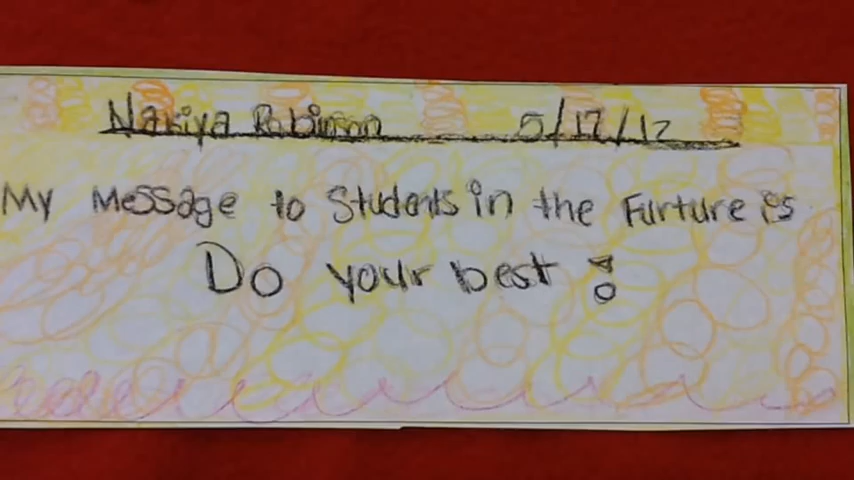 Nakiya Robinson 5/17/12
My Message to Students in the Furture is
Do your best!